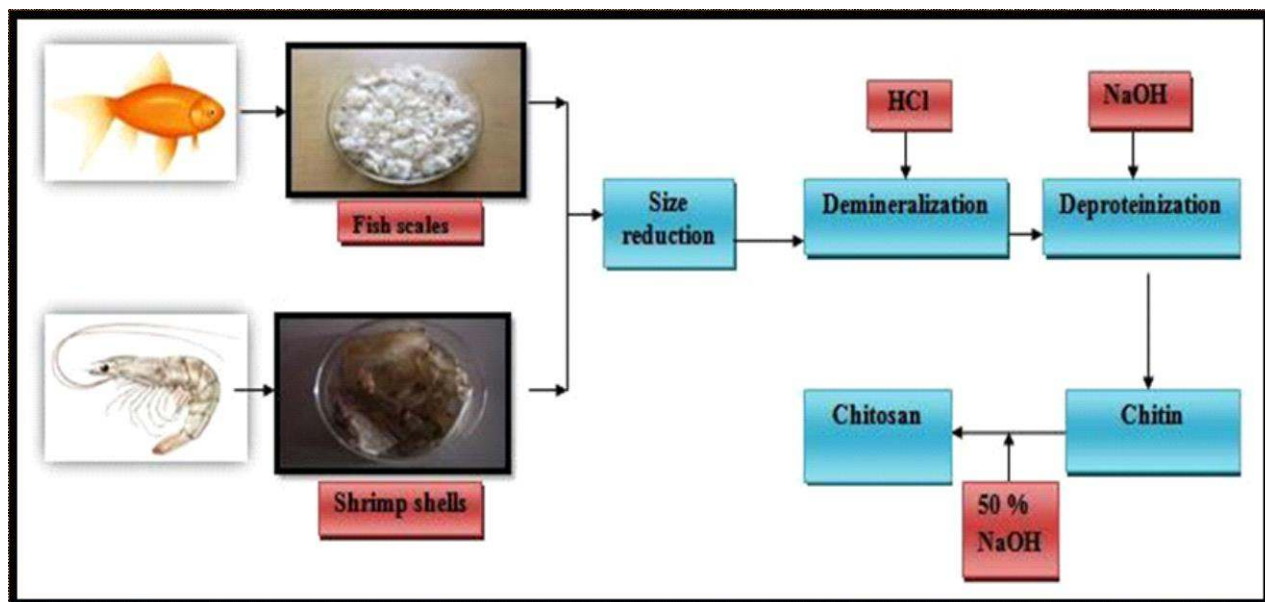 HCl
NaOH
Fish scales
Size
reduction
Demineralization
Deproteinization
Shrimp shells
Chitosan
Chitin
50 %
NaOH